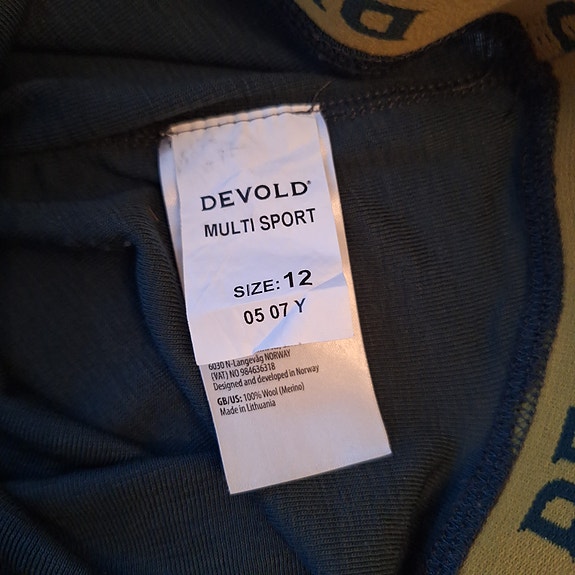 DEVOLD®
MULTI SPORT
SIZE: 12
05 07 Y
6030 N-Langevåg NORWAY
(VAT) NO 984636318
Designed and developed in Norway
GB/US: 100% Wool (Merino)
Made in Lithuania